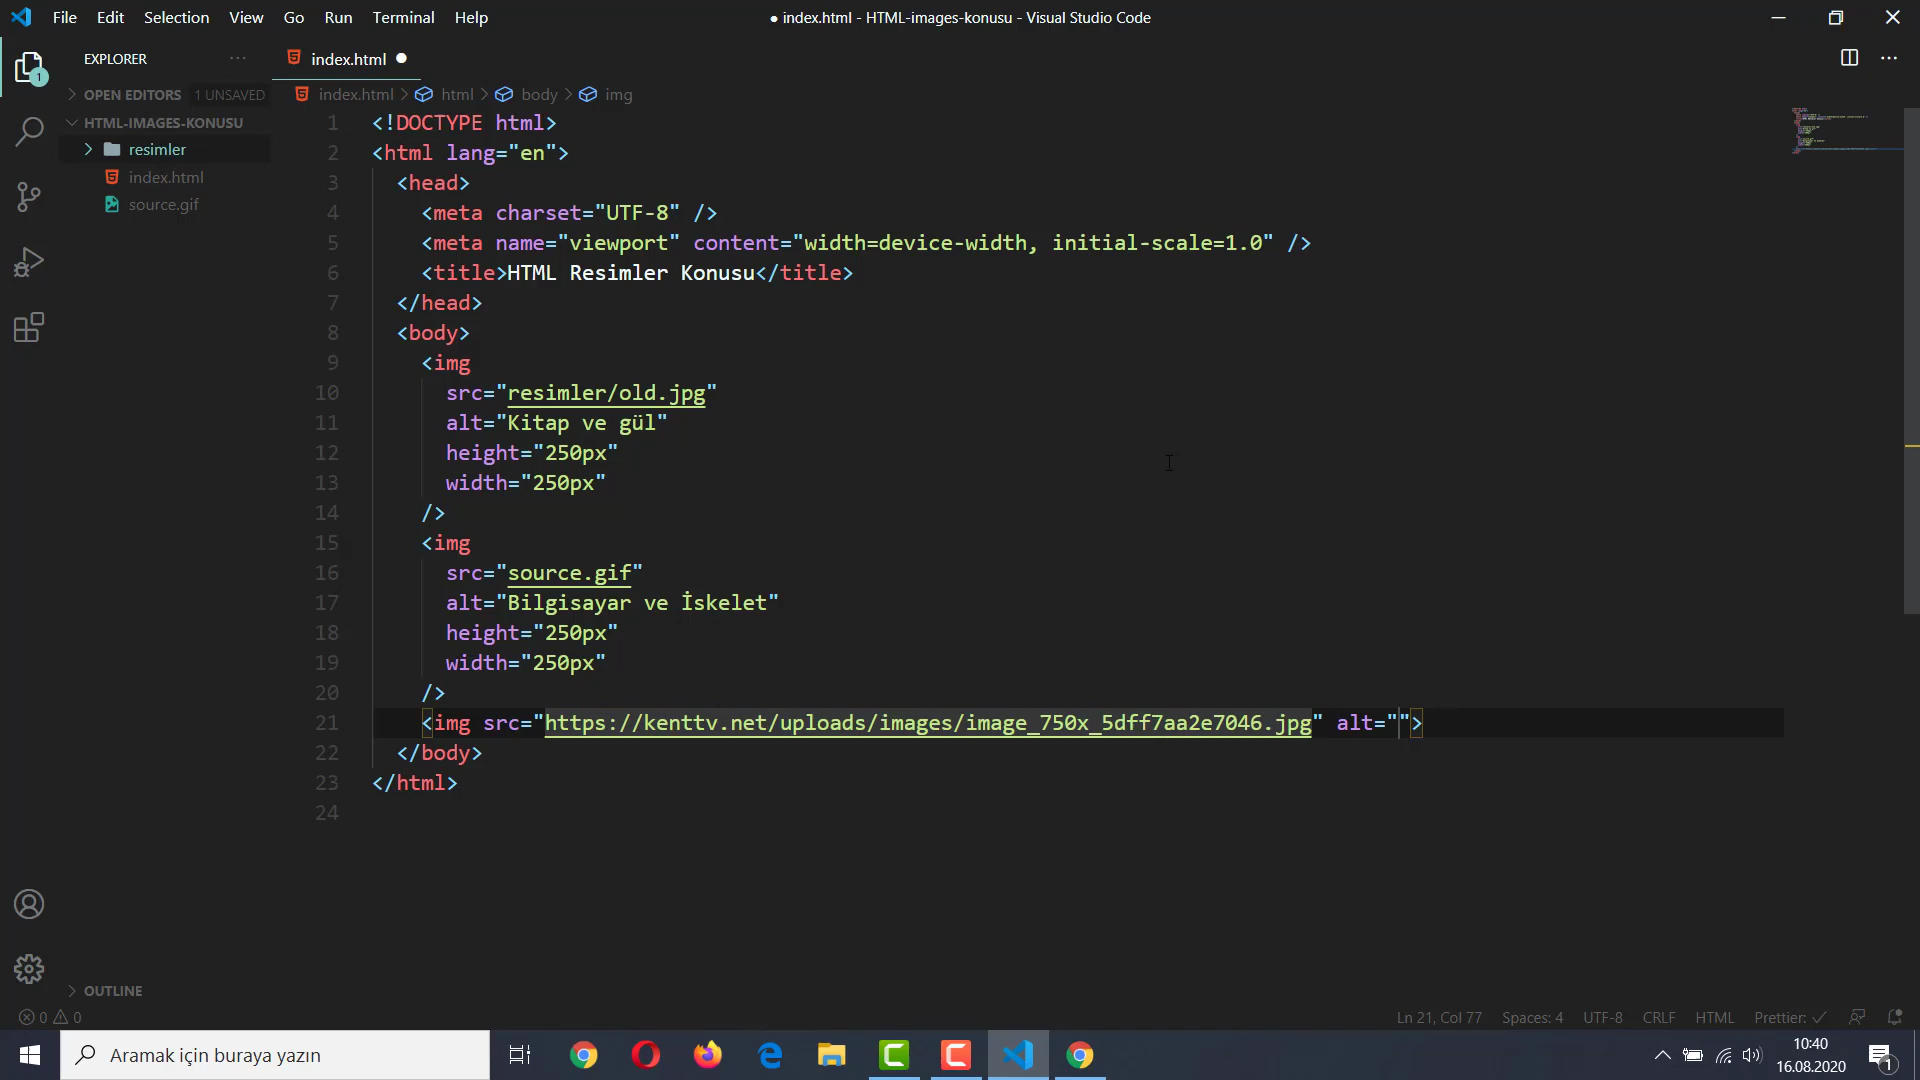 File Edit Selection View Go Run Terminal Help
● index.html - HTML-images-konusu - Visual Studio Code
EXPLORER
index.html
OPEN EDITORS 1 UNSAVED
index.html > html > body > img
HTML-IMAGES-KONUSU
resimler
index.html
source.gif
1
1 <!DOCTYPE html>
2 <html lang="en">
3 <head>
4 <meta charset="UTF-8" />
5 <meta name="viewport" content="width=device-width, initial-scale=1.0" />
6 <title>HTML Resimler Konusu</title>
7 </head>
8 <body>
9 <img
10 src="resimler/old.jpg"
11 alt="Kitap ve gül"
12 height="250px"
13 width="250px"
14 />
15 <img
16 src="source.gif"
17 alt="Bilgisayar ve İskelet"
18 height="250px"
19 width="250px"
20 />
21 <img src="https://kenttv.net/uploads/images/image_750x_5dff7aa2e7046.jpg" alt="">
22 </body>
23 </html>
24
OUTLINE
0 0
Ln 21, Col 77 Spaces: 4 UTF-8 CRLF HTML Prettier: ✓
Aramak için buraya yazın
10:40
16.08.2020
1